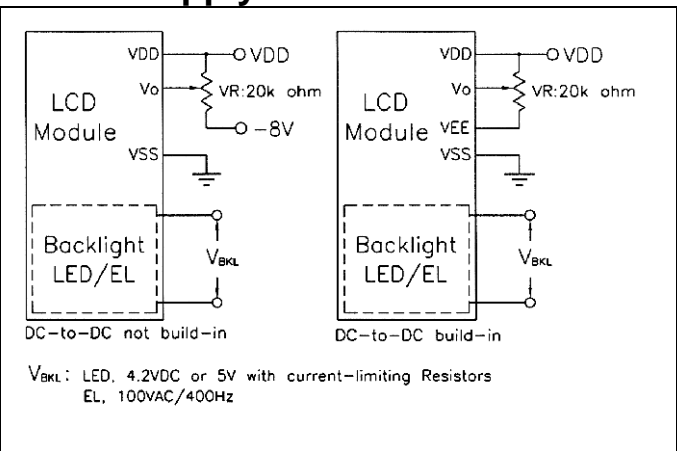 pply
VDD
VDD
Vo
VR:20k ohm
LCD
Module
-8V
VSS
Backlight
LED/EL
VBKL
DC-to-DC not build-in
VDD
VDD
Vo
VR:20k ohm
LCD
Module
VEE
VSS
Backlight
LED/EL
VBKL
DC-to-DC build-in
VBKL: LED, 4.2VDC or 5V with current-limiting Resistors
EL, 100VAC/400Hz